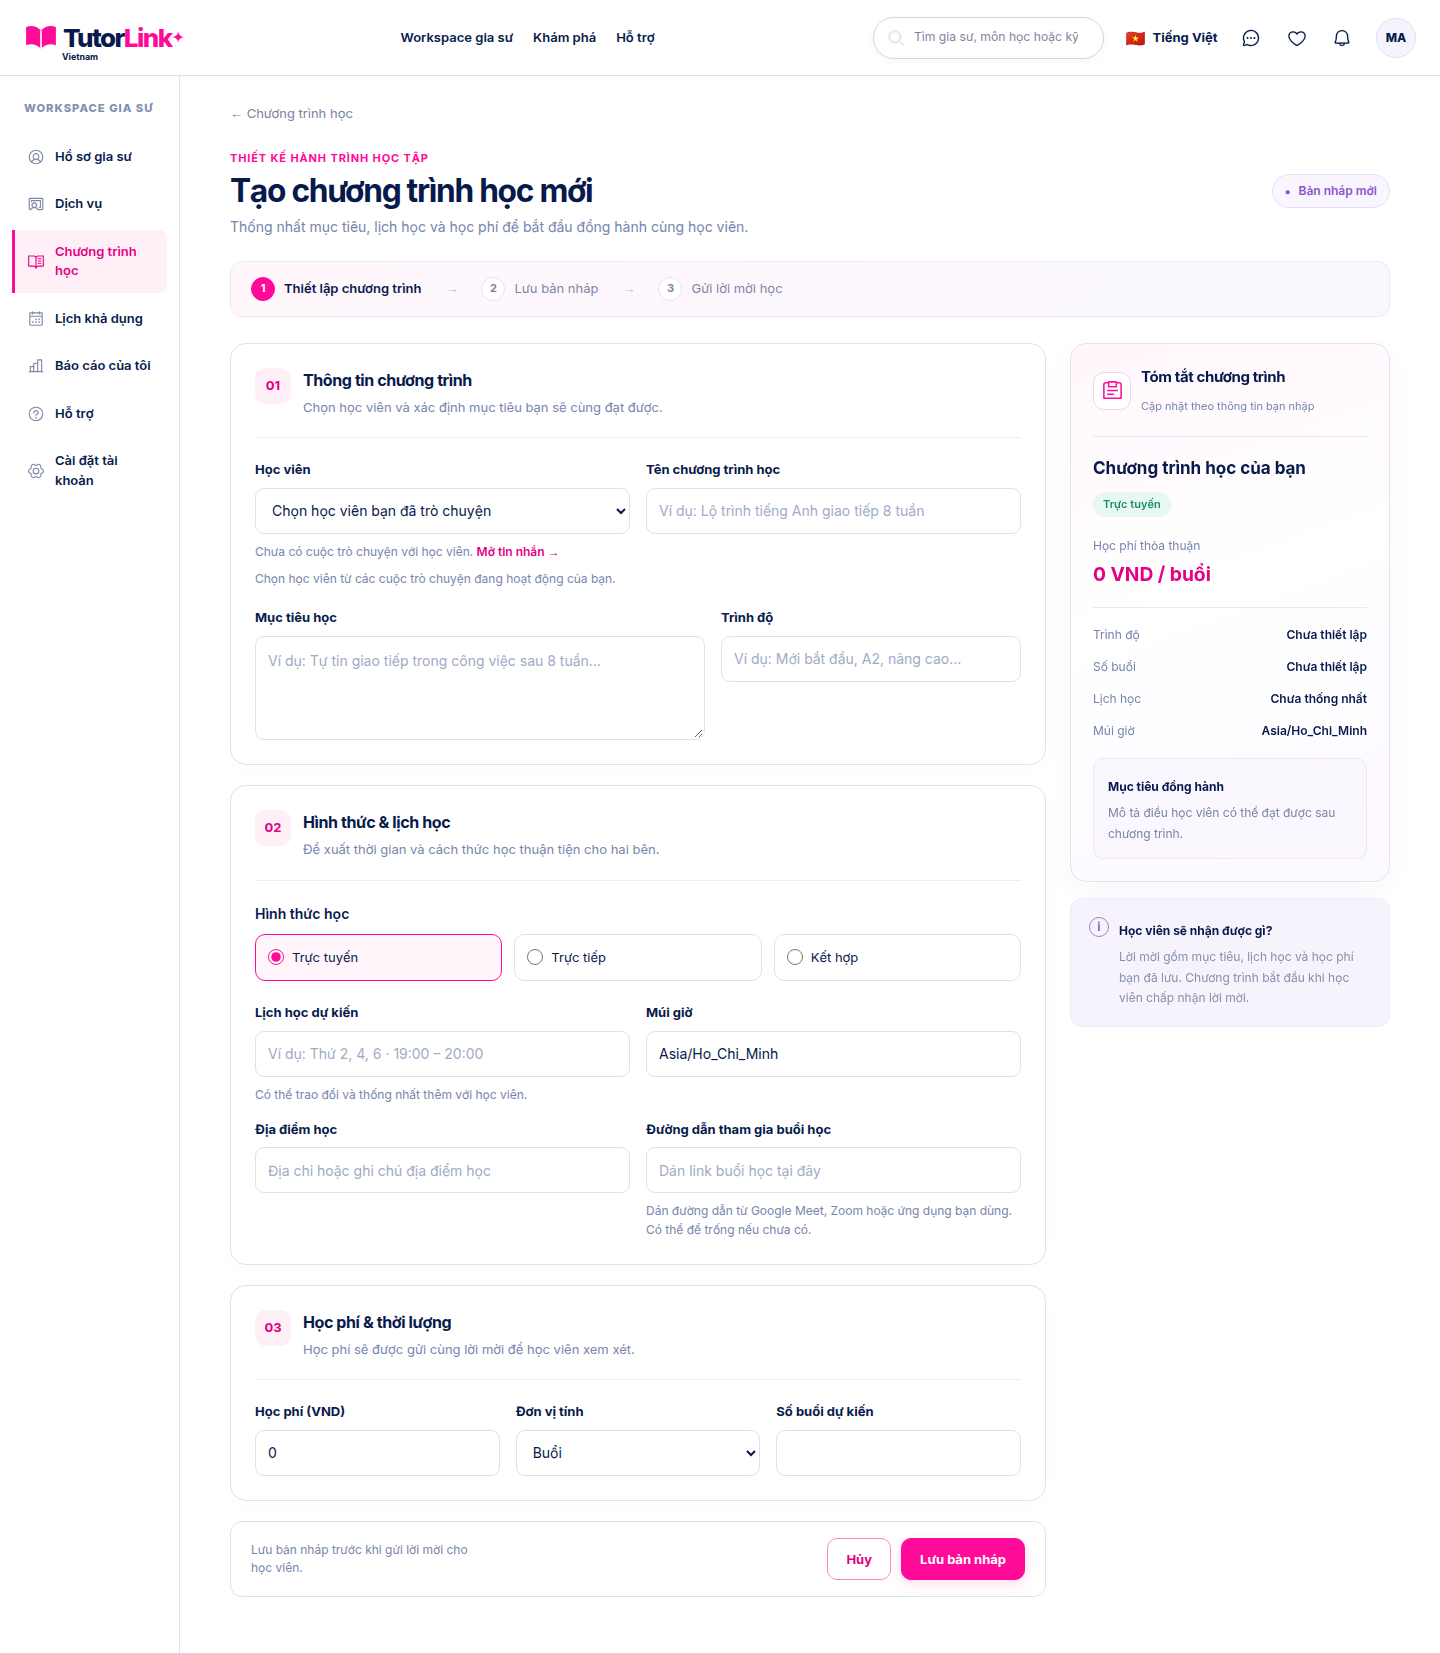 TutorLink
Vietnam
Workspace gia sư
Khám phá
Hỗ trợ
Tìm gia sư, môn học hoặc kỹ
Tiếng Việt
MA
WORKSPACE GIA SƯ
Hồ sơ gia sư
Dịch vụ
Chương trình
học
Lịch khả dụng
Báo cáo của tôi
Hỗ trợ
Cài đặt tài
khoản
← Chương trình học
THIẾT KẾ HÀNH TRÌNH HỌC TẬP
Tạo chương trình học mới
Thống nhất mục tiêu, lịch học và học phí để bắt đầu đồng hành cùng học viên.
• Bản nháp mới
1 Thiết lập chương trình → 2 Lưu bản nháp → 3 Gửi lời mời học
01 Thông tin chương trình
Chọn học viên và xác định mục tiêu bạn sẽ cùng đạt được.
Học viên
Tên chương trình học
Chọn học viên bạn đã trò chuyện
Ví dụ: Lộ trình tiếng Anh giao tiếp 8 tuần
Chưa có cuộc trò chuyện với học viên. Mở tin nhắn →
Chọn học viên từ các cuộc trò chuyện đang hoạt động của bạn.
Mục tiêu học
Trình độ
Ví dụ: Tự tin giao tiếp trong công việc sau 8 tuần...
Ví dụ: Mới bắt đầu, A2, nâng cao...
02 Hình thức & lịch học
Đề xuất thời gian và cách thức học thuận tiện cho hai bên.
Hình thức học
Trực tuyến
Trực tiếp
Kết hợp
Lịch học dự kiến
Múi giờ
Ví dụ: Thứ 2, 4, 6 · 19:00 – 20:00
Asia/Ho_Chi_Minh
Có thể trao đổi và thống nhất thêm với học viên.
Địa điểm học
Đường dẫn tham gia buổi học
Địa chỉ hoặc ghi chú địa điểm học
Dán link buổi học tại đây
Dán đường dẫn từ Google Meet, Zoom hoặc ứng dụng bạn dùng.
Có thể để trống nếu chưa có.
03 Học phí & thời lượng
Học phí sẽ được gửi cùng lời mời để học viên xem xét.
Học phí (VND)
Đơn vị tính
Số buổi dự kiến
0
Buổi
Lưu bản nháp trước khi gửi lời mời cho
học viên.
Hủy
Lưu bản nháp
Tóm tắt chương trình
Cập nhật theo thông tin bạn nhập
Chương trình học của bạn
Trực tuyến
Học phí thỏa thuận
0 VND / buổi
Trình độ Chưa thiết lập
Số buổi Chưa thiết lập
Lịch học Chưa thống nhất
Múi giờ Asia/Ho_Chi_Minh
Mục tiêu đồng hành
Mô tả điều học viên có thể đạt được sau
chương trình.
i Học viên sẽ nhận được gì?
Lời mời gồm mục tiêu, lịch học và học phí
bạn đã lưu. Chương trình bắt đầu khi học
viên chấp nhận lời mời.